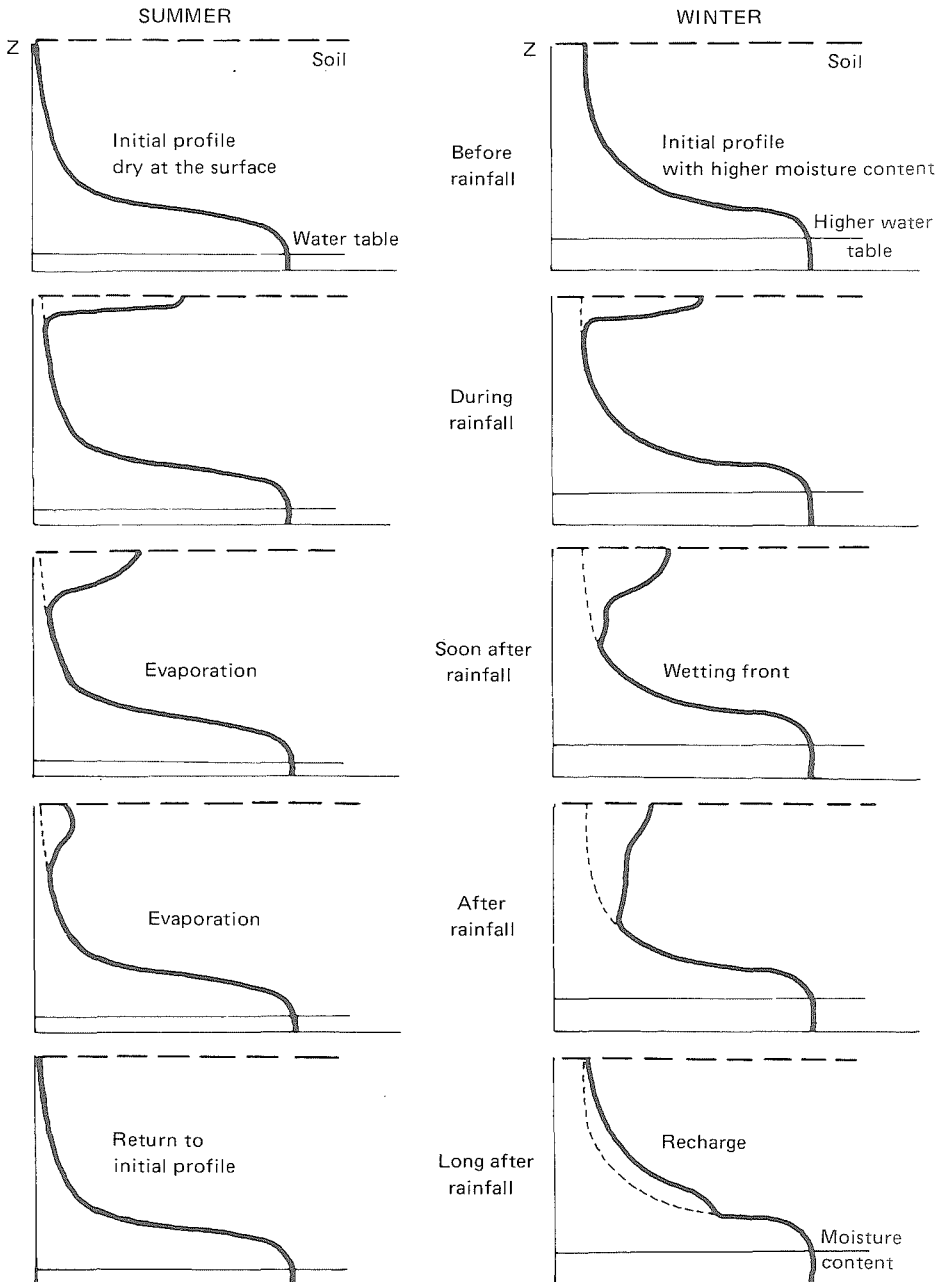 SUMMER
WINTER
Z
Soil
Z
Soil
Initial profile
dry at the surface
Before
rainfall
Initial profile
with higher moisture content
Water table
Higher water
table
During
rainfall
Evaporation
Soon after
rainfall
Wetting front
Evaporation
After
rainfall
Return to
initial profile
Long after
rainfall
Recharge
Moisture
content